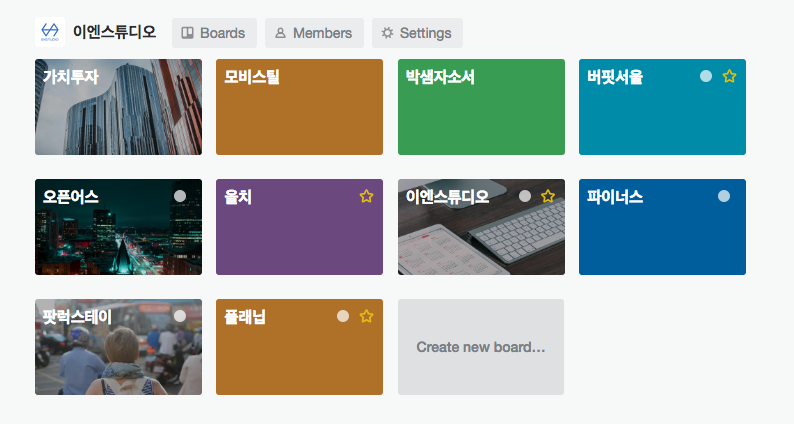 이엔스튜디오 Boards Members Settings
가치투자 모비스틸 박샘자소서 버핏서울
오픈어스 율치 이엔스튜디오 파이너스
팟럭스테이 플래닙 Create new board...